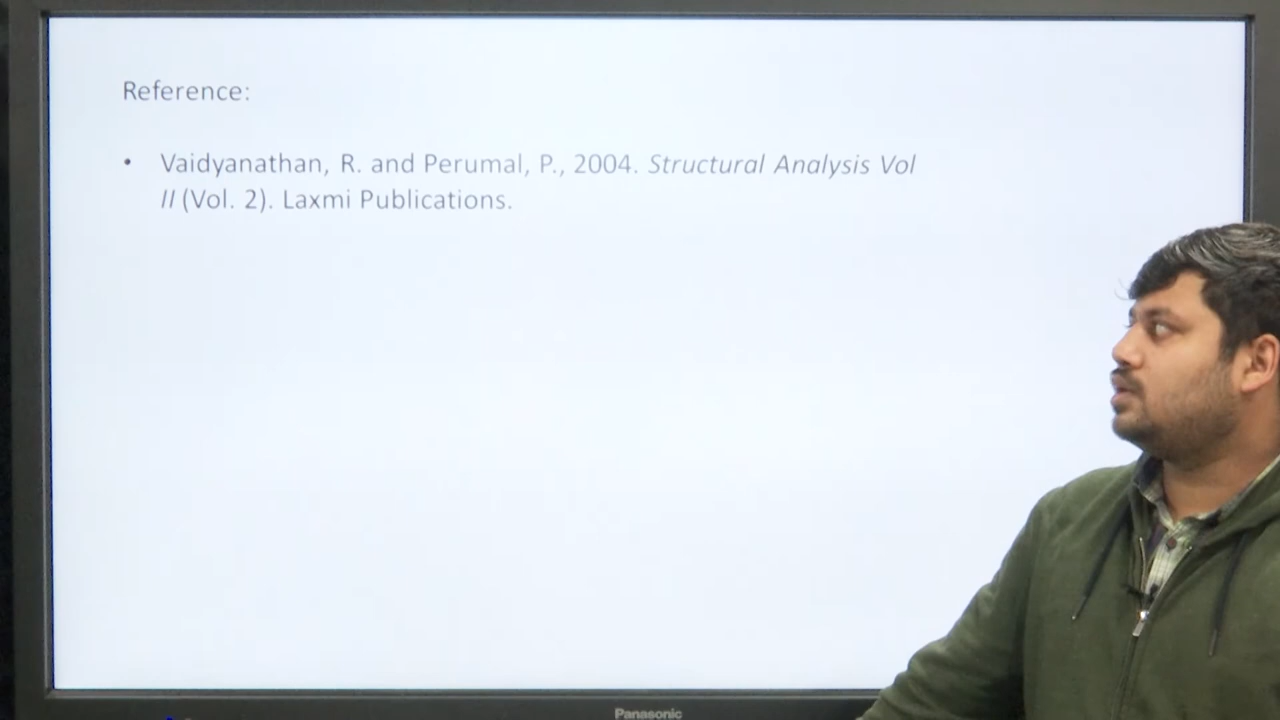 Reference:
• Vaidyanathan, R. and Perumal, P., 2004. Structural Analysis Vol
II (Vol. 2). Laxmi Publications.
Panasonic